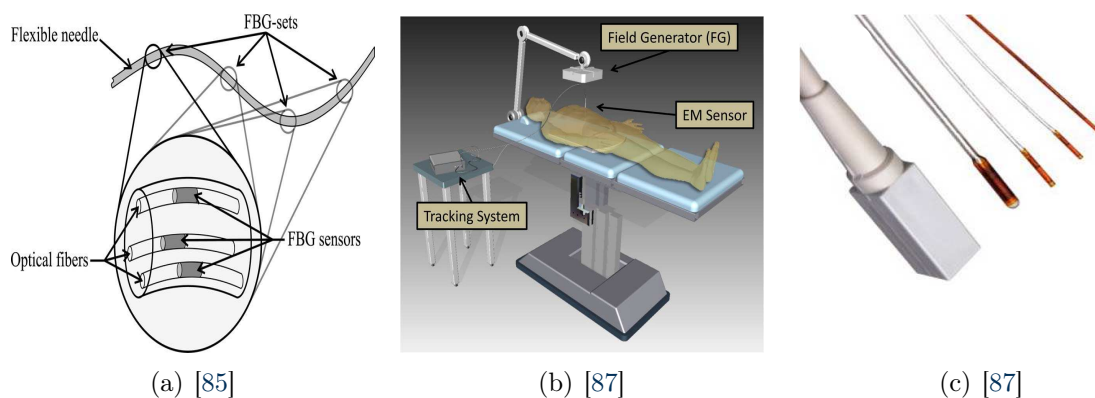 FBG-sets
Flexible needle
FBG sensors
Optical fibers
Field Generator (FG)
EM Sensor
Tracking System
(a) [85]
(b) [87]
(c) [87]